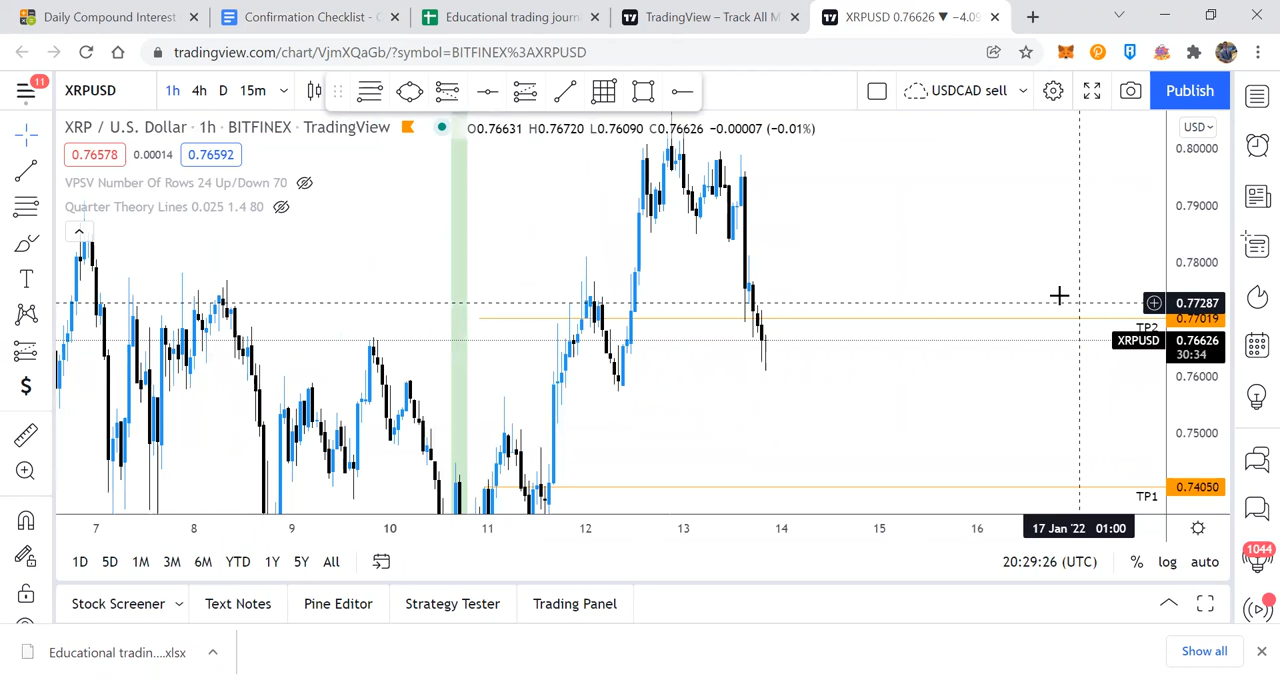 Daily Compound Interest
Confirmation Checklist - G
Educational trading journ
TradingView – Track All M
XRPUSD 0.76626 ▼ −4.09
tradingview.com/chart/VjmXQaGb/?symbol=BITFINEX%3AXRPUSD
11
XRPUSD
1h
4h
D
15m
USDCAD sell
Publish
XRP / U.S. Dollar · 1h · BITFINEX · TradingView
O0.76631 H0.76720 L0.76090 C0.76626 −0.00007 (−0.01%)
USD
0.76578
0.00014
0.76592
VPSV Number Of Rows 24 Up/Down 70
Quarter Theory Lines 0.025 1.4 80
0.80000
0.79000
0.78000
0.77287
0.77019
TP2
XRPUSD
0.76626
30:34
0.76000
0.75000
0.74050
TP1
7
8
9
10
11
12
13
14
15
16
17 Jan '22 01:00
1D
5D
1M
3M
6M
YTD
1Y
5Y
All
20:29:26 (UTC)
%
log
auto
1044
Stock Screener
Text Notes
Pine Editor
Strategy Tester
Trading Panel
Educational tradin....xlsx
Show all